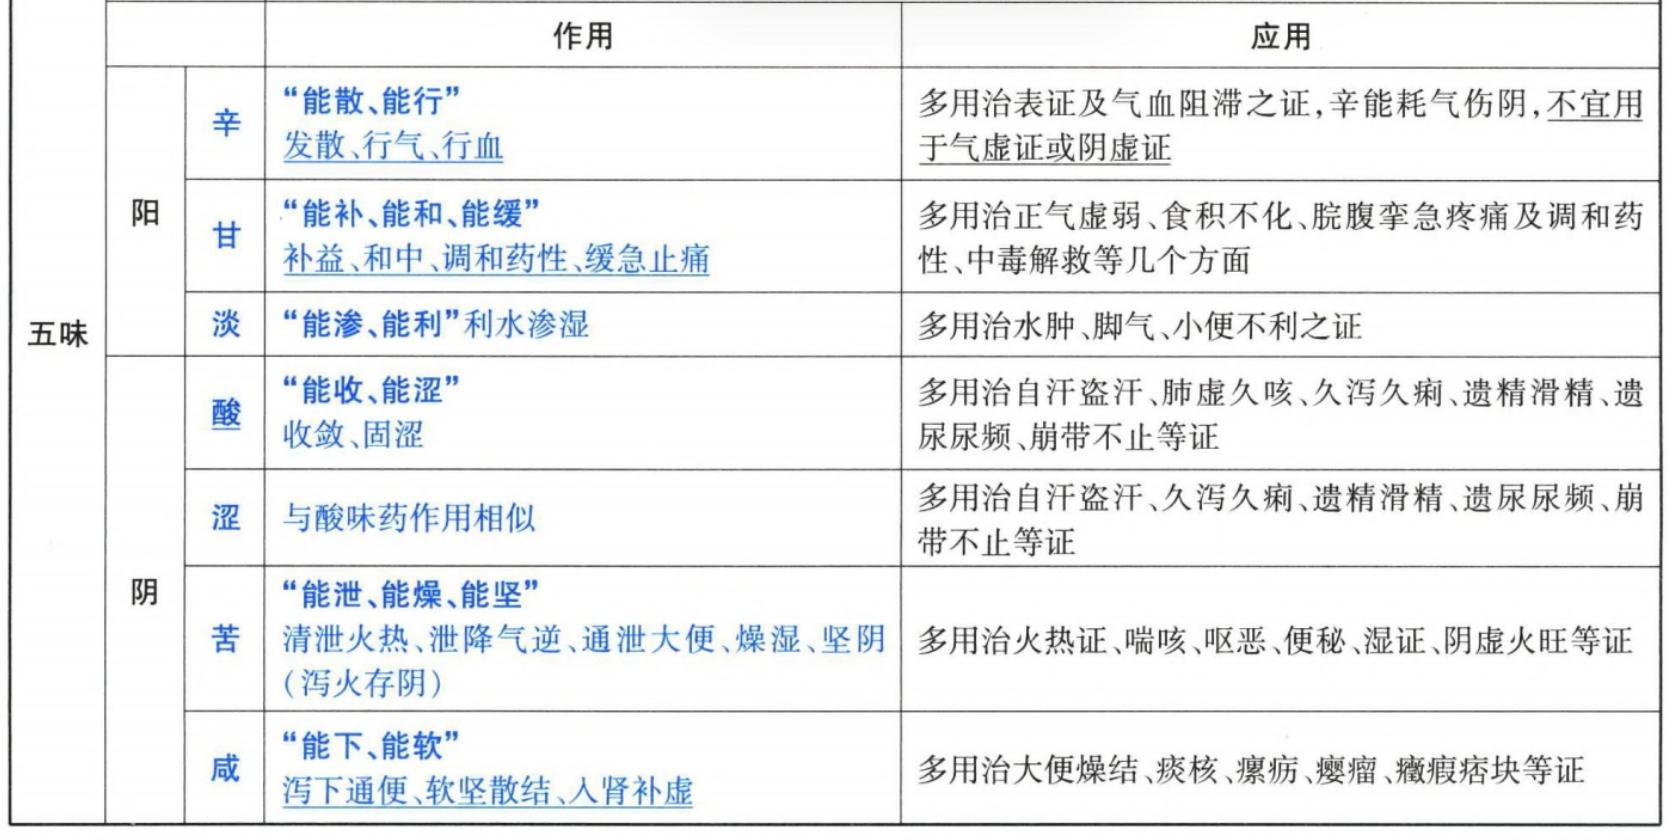 作用
应用
五味
阳
辛
“能散、能行”
发散、行气、行血
多用治表证及气血阻滞之证,辛能耗气伤阴,不宜用
于气虚证或阴虚证
甘
“能补、能和、能缓”
补益、和中、调和药性、缓急止痛
多用治正气虚弱、食积不化、脘腹挛急疼痛及调和药
性、中毒解救等几个方面
淡
“能渗、能利”利水渗湿
多用治水肿、脚气、小便不利之证
阴
酸
“能收、能涩”
收敛、固涩
多用治自汗盗汗、肺虚久咳、久泻久痢、遗精滑精、遗
尿尿频、崩带不止等证
涩
与酸味药作用相似
多用治自汗盗汗、久泻久痢、遗精滑精、遗尿尿频、崩
带不止等证
苦
“能泄、能燥、能坚”
清泄火热、泄降气逆、通泄大便、燥湿、坚阴
(泻火存阴)
多用治火热证、喘咳、呕恶、便秘、湿证、阴虚火旺等证
咸
“能下、能软”
泻下通便、软坚散结、入肾补虚
多用治大便燥结、痰核、瘰疬、瘿瘤、癥瘕痞块等证